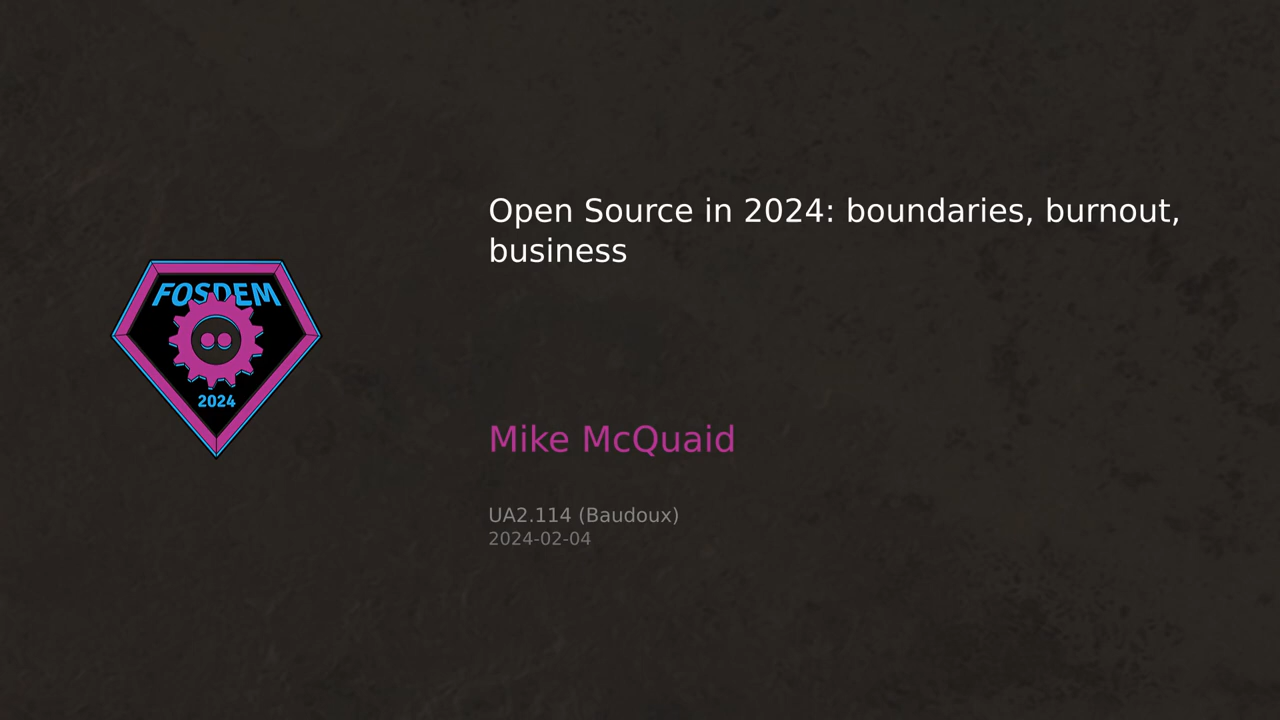 Open Source in 2024: boundaries, burnout,
business
FOSDEM
2024
Mike McQuaid
UA2.114 (Baudoux)
2024-02-04